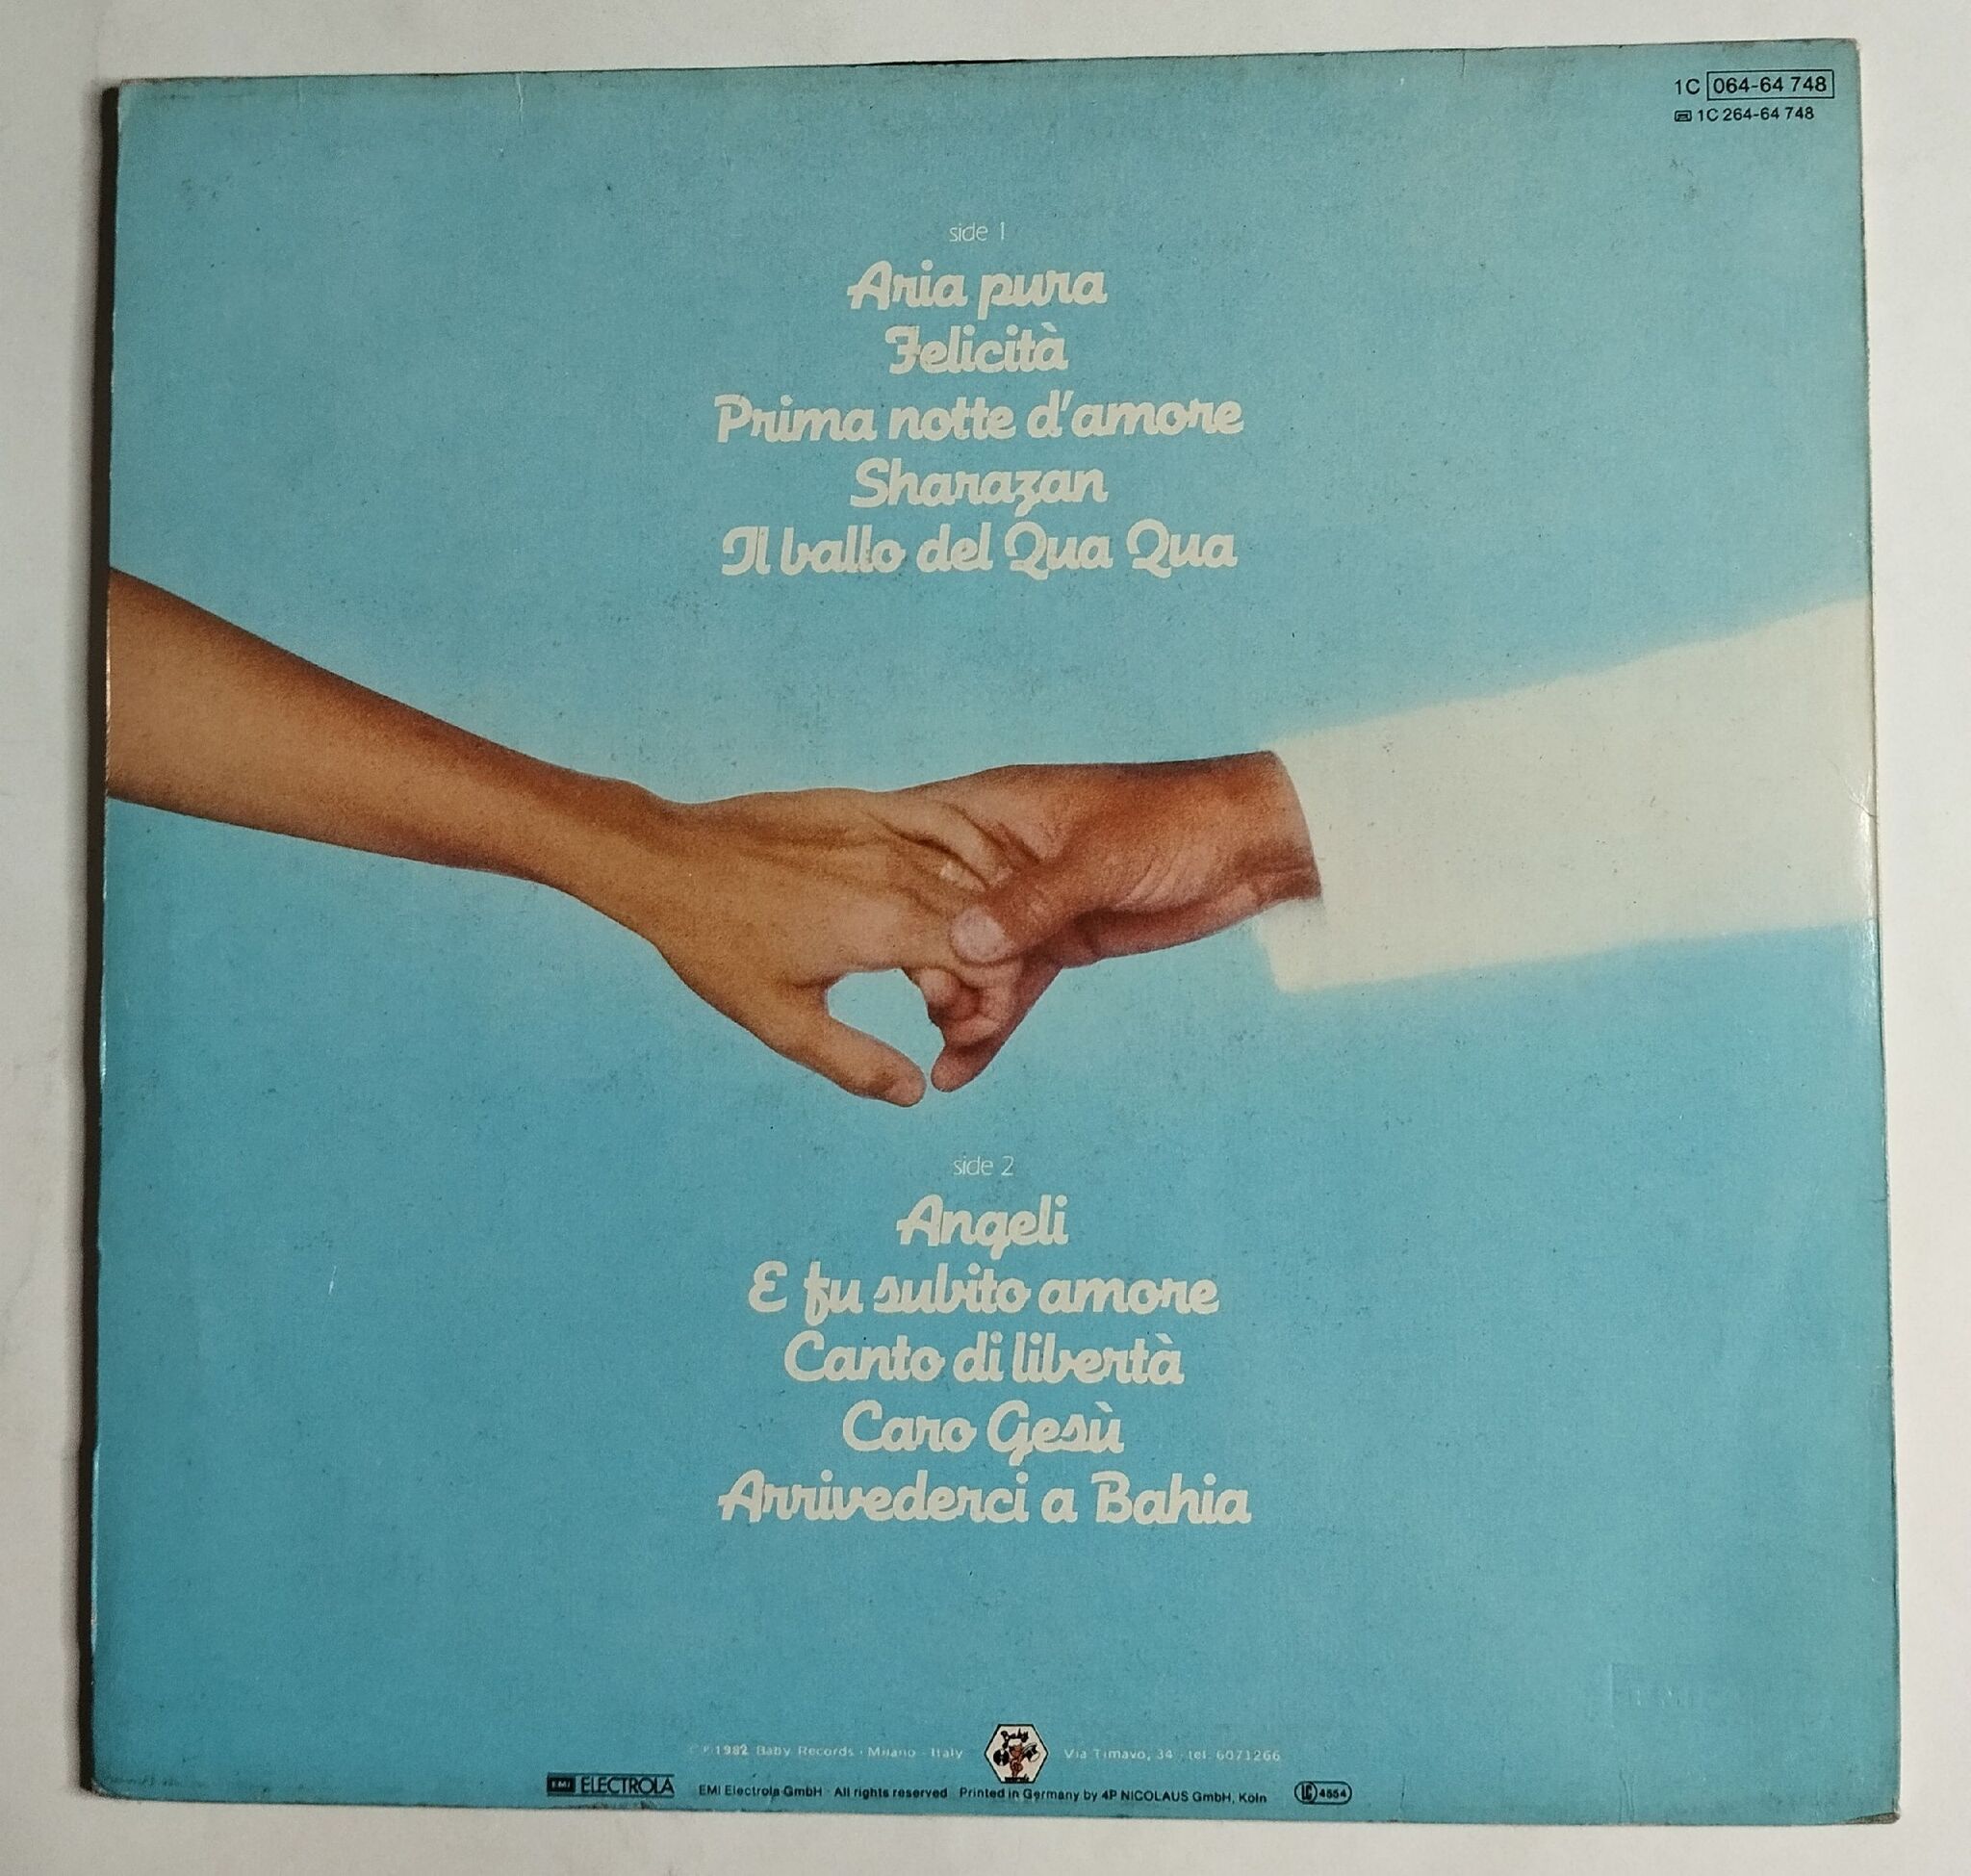 1C 064-64 748
1C 264-64 748
side 1
Aria pura
Felicità
Prima notte d'amore
Sharazan
Il ballo del Qua Qua
side 2
Angeli
E fu subito amore
Canto di libertà
Caro Gesù
Arrivederci a Bahia
1982 Baby Records · Milano · Italy Baby Via Timavo, 34 tel. 6071266
EMI ELECTROLA EMI Electrola GmbH · All rights reserved Printed in Germany by 4P NICOLAUS GmbH, Köln LC 4554